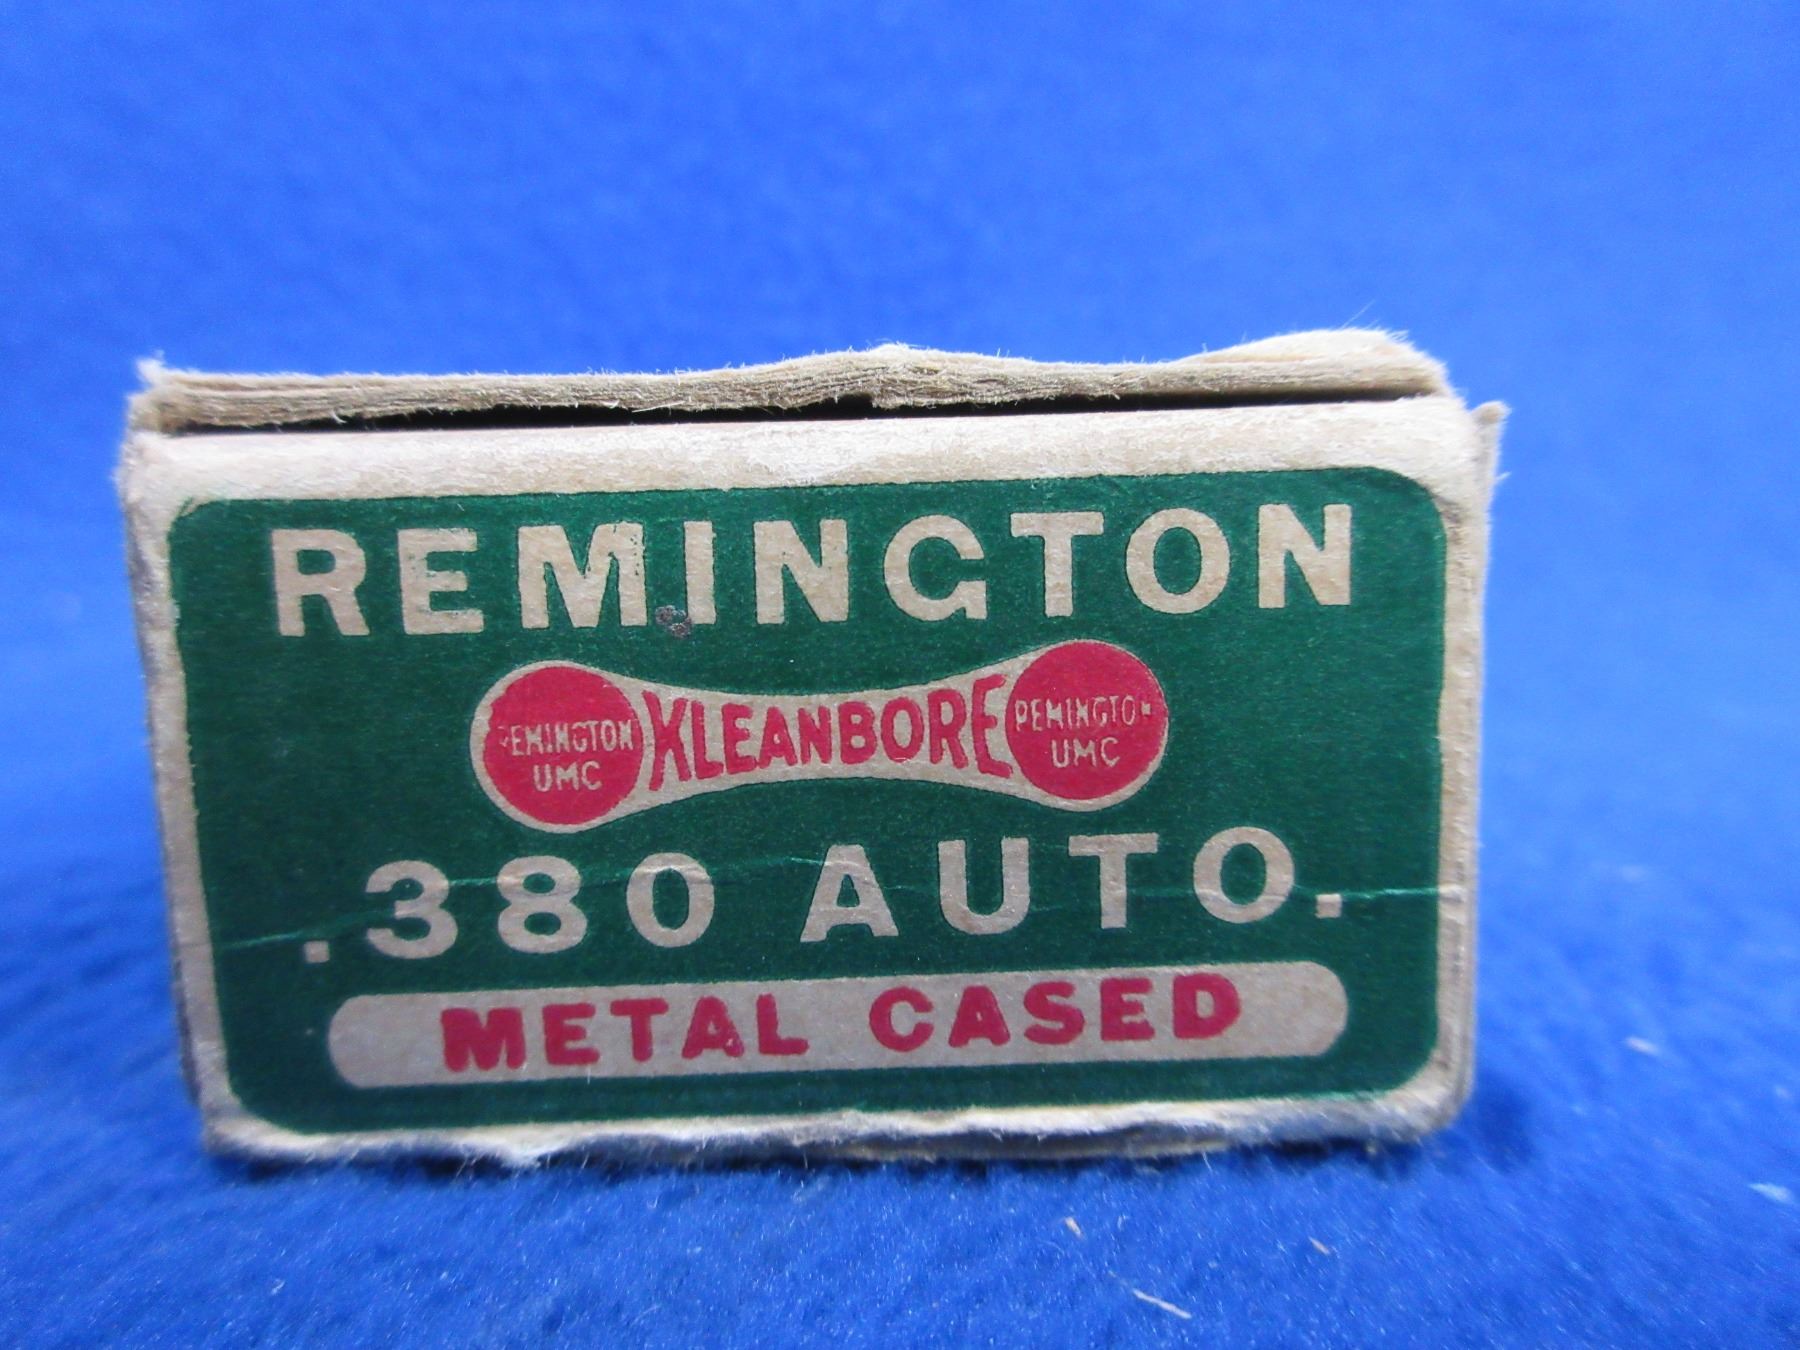 REMINGTON
REMINGTON UMC KLEANBORE REMINGTON UMC
.380 AUTO.
METAL CASED